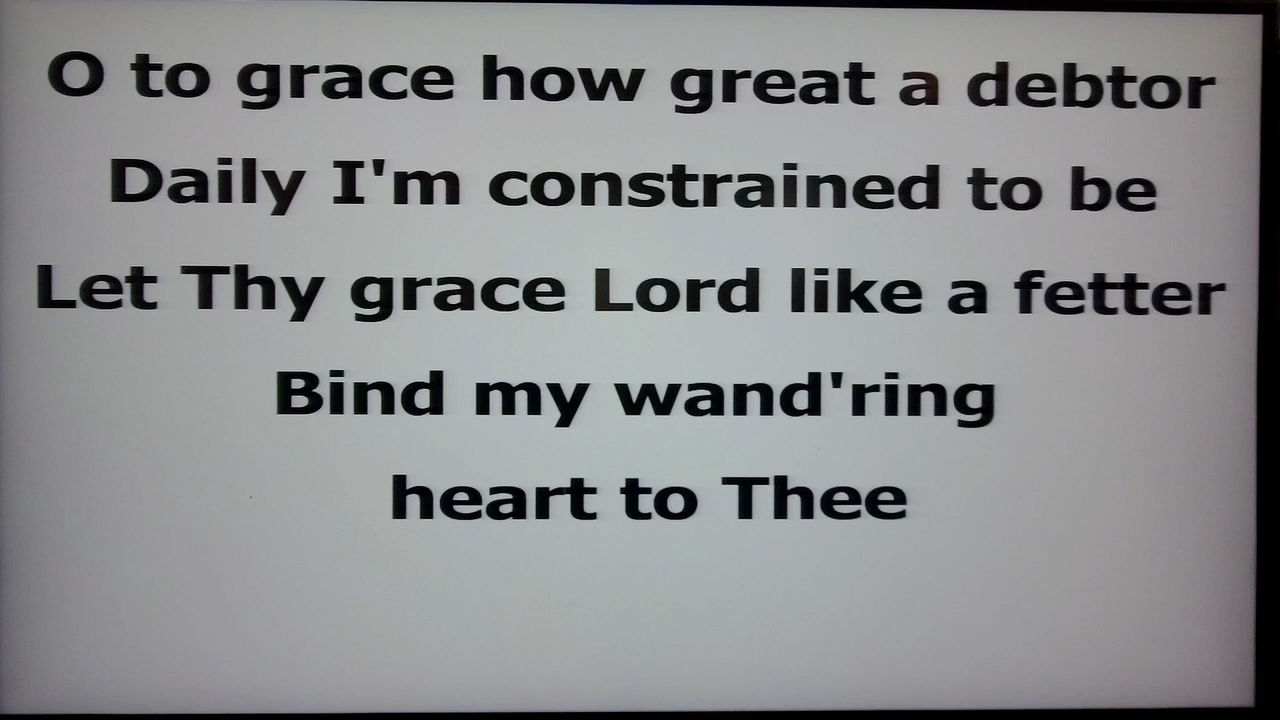 O to grace how great a debtor
Daily I'm constrained to be
Let Thy grace Lord like a fetter
Bind my wand'ring
heart to Thee